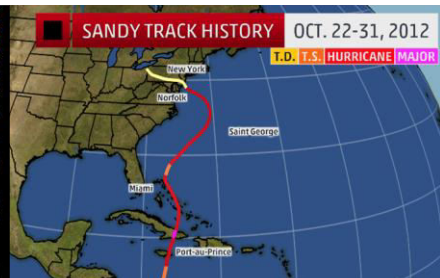 SANDY TRACK HISTORY
OCT. 22-31, 2012
T.D. T.S. HURRICANE MAJOR
New York
Norfolk
Saint George
Miami
Port-au-Prince